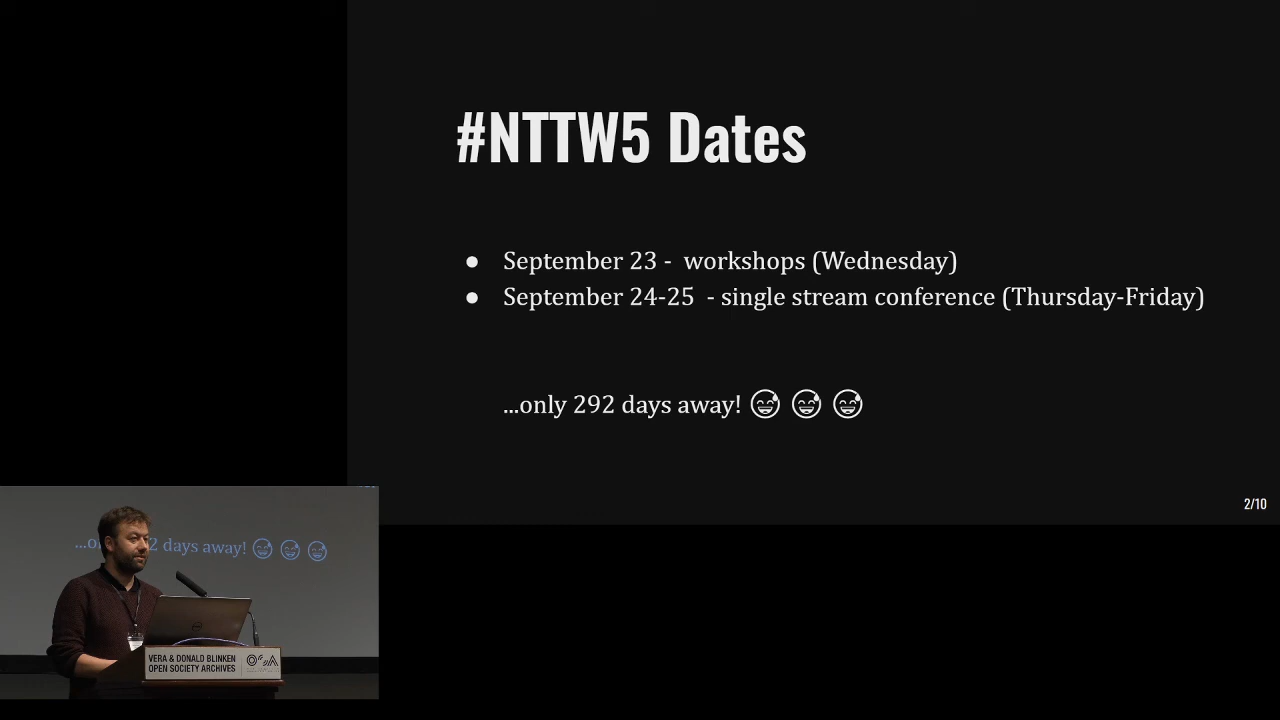 #NTTW5 Dates
● September 23 -  workshops (Wednesday)
● September 24-25  - single stream conference (Thursday-Friday)
...only 292 days away! 😅 😅 😅
2/10
days away! 😅 😅 😅
VERA & DONALD BLINKEN
OPEN SOCIETY ARCHIVES